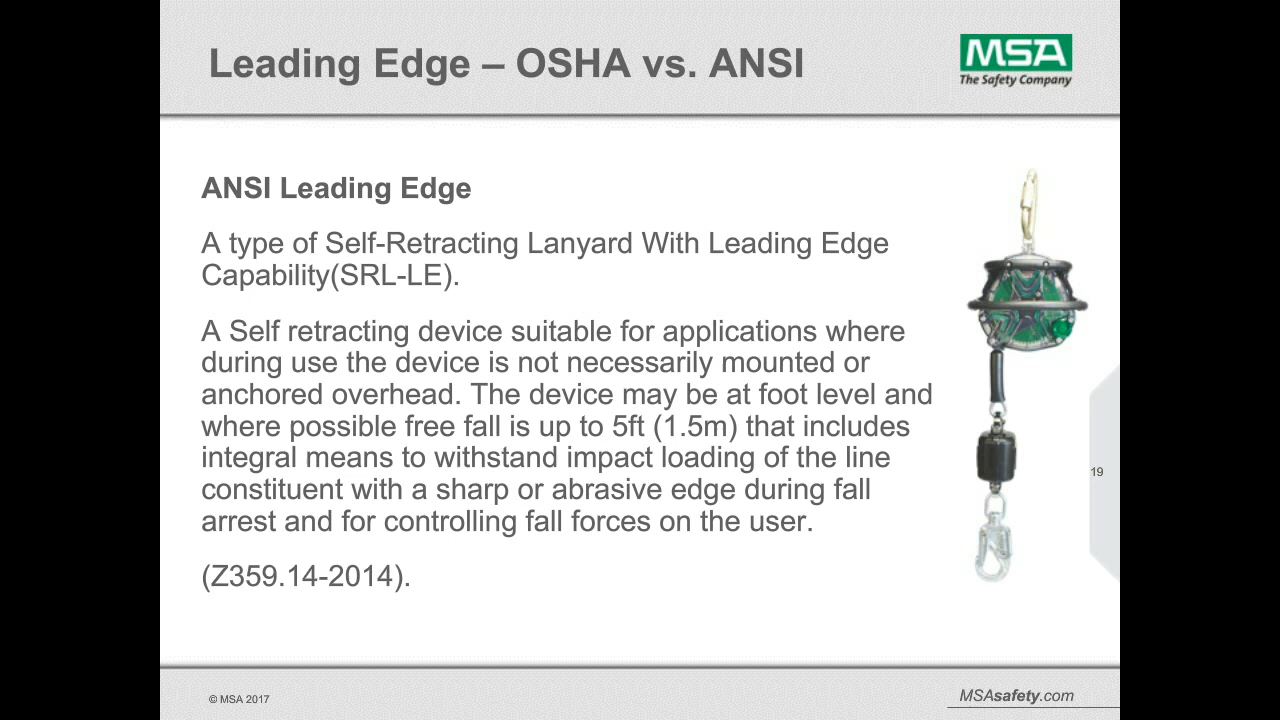 Leading Edge – OSHA vs. ANSI
MSA
The Safety Company
ANSI Leading Edge
A type of Self-Retracting Lanyard With Leading Edge
Capability(SRL-LE).
A Self retracting device suitable for applications where
during use the device is not necessarily mounted or
anchored overhead. The device may be at foot level and
where possible free fall is up to 5ft (1.5m) that includes
integral means to withstand impact loading of the line
constituent with a sharp or abrasive edge during fall
arrest and for controlling fall forces on the user.
(Z359.14-2014).
19
© MSA 2017
MSAsafety.com